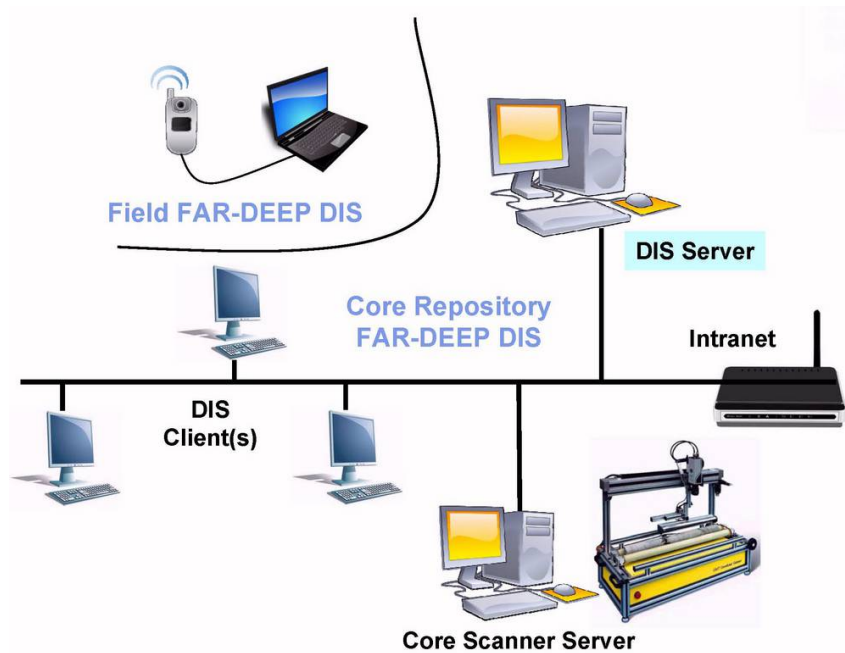 Field FAR-DEEP DIS
DIS Server
Core Repository
FAR-DEEP DIS
Intranet
DIS
Client(s)
Core Scanner Server